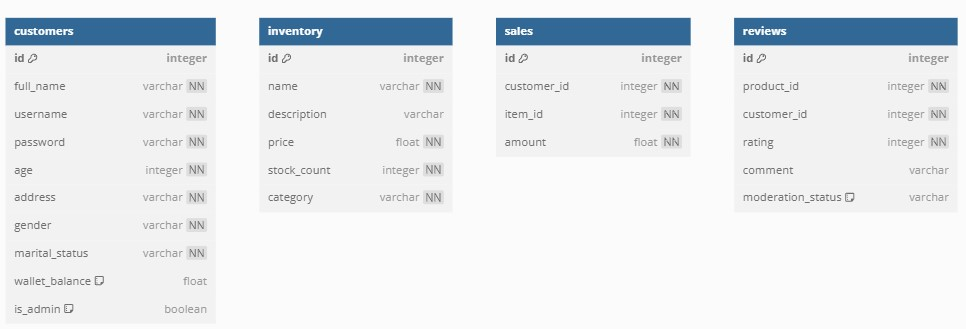 customers
id integer
full_name varchar NN
username varchar NN
password varchar NN
age integer NN
address varchar NN
gender varchar NN
marital_status varchar NN
wallet_balance float
is_admin boolean
inventory
id integer
name varchar NN
description varchar
price float NN
stock_count integer NN
category varchar NN
sales
id integer
customer_id integer NN
item_id integer NN
amount float NN
reviews
id integer
product_id integer NN
customer_id integer NN
rating integer NN
comment varchar
moderation_status varchar